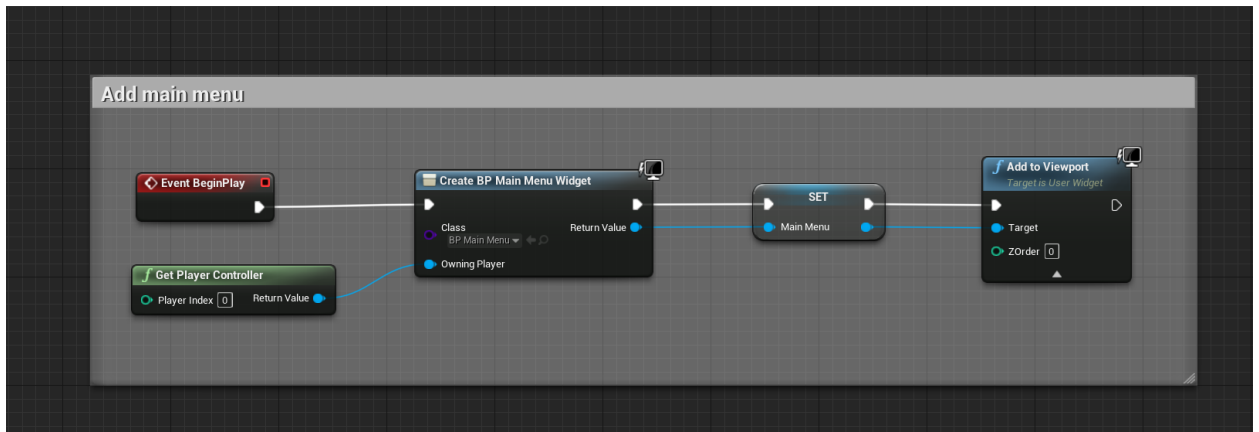 Add main menu
Event BeginPlay
Get Player Controller
Player Index 0 Return Value
Create BP Main Menu Widget
Class Return Value
BP Main Menu
Owning Player
SET
Main Menu
f Add to Viewport
Target is User Widget
Target
ZOrder 0